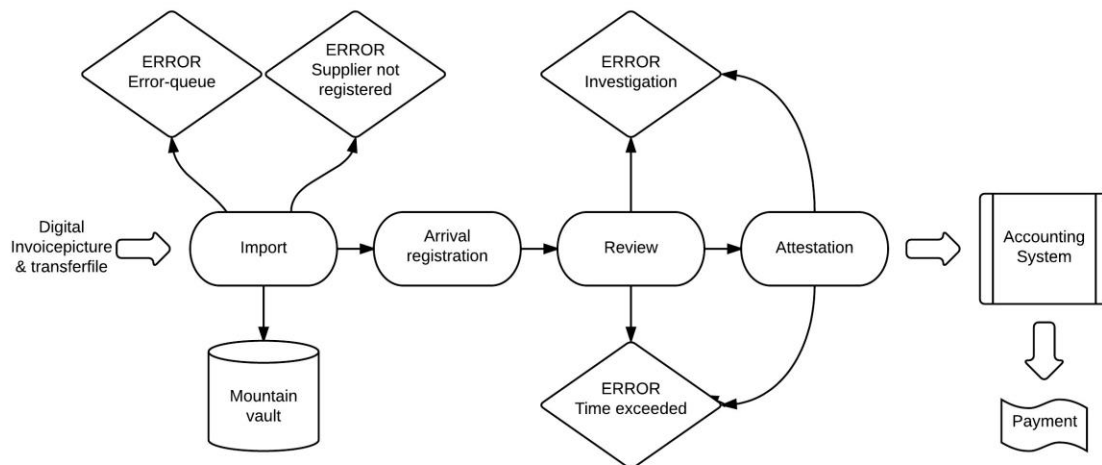 ERROR
Error-queue
ERROR
Supplier not
registered
ERROR
Investigation
Digital
Invoicepicture
& transferfile
Import
Arrival
registration
Review
Attestation
Accounting
System
Mountain
vault
ERROR
Time exceeded
Payment